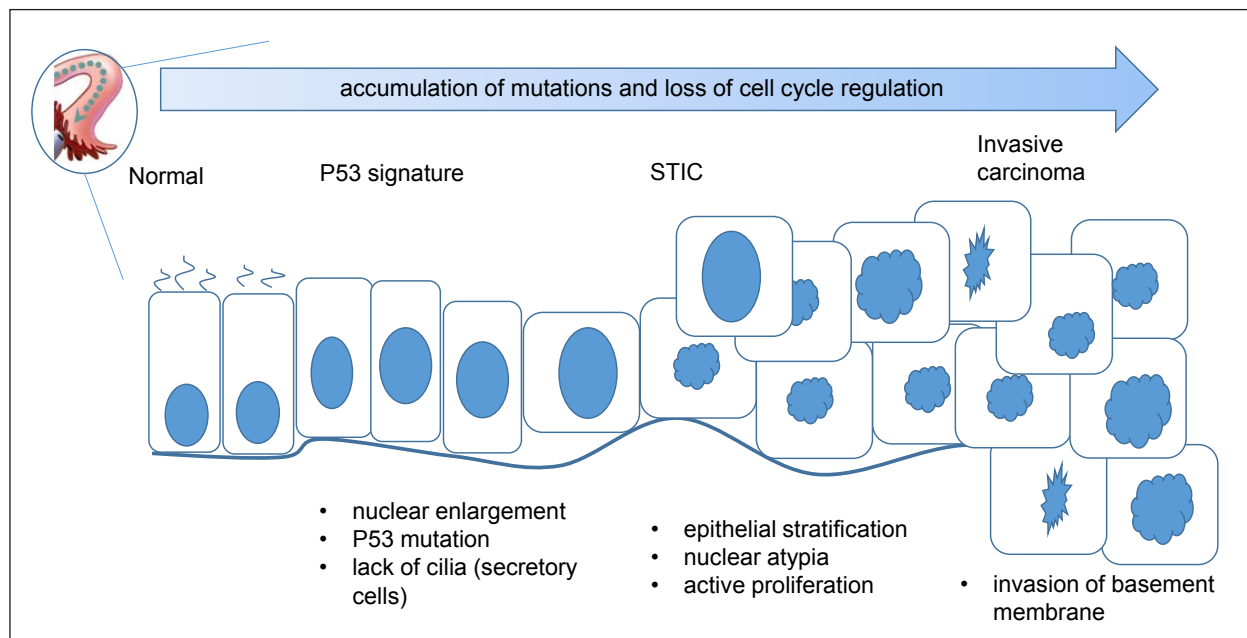 accumulation of mutations and loss of cell cycle regulation
Normal
P53 signature
STIC
Invasive
carcinoma
• nuclear enlargement
• P53 mutation
• lack of cilia (secretory
cells)
• epithelial stratification
• nuclear atypia
• active proliferation
• invasion of basement
membrane